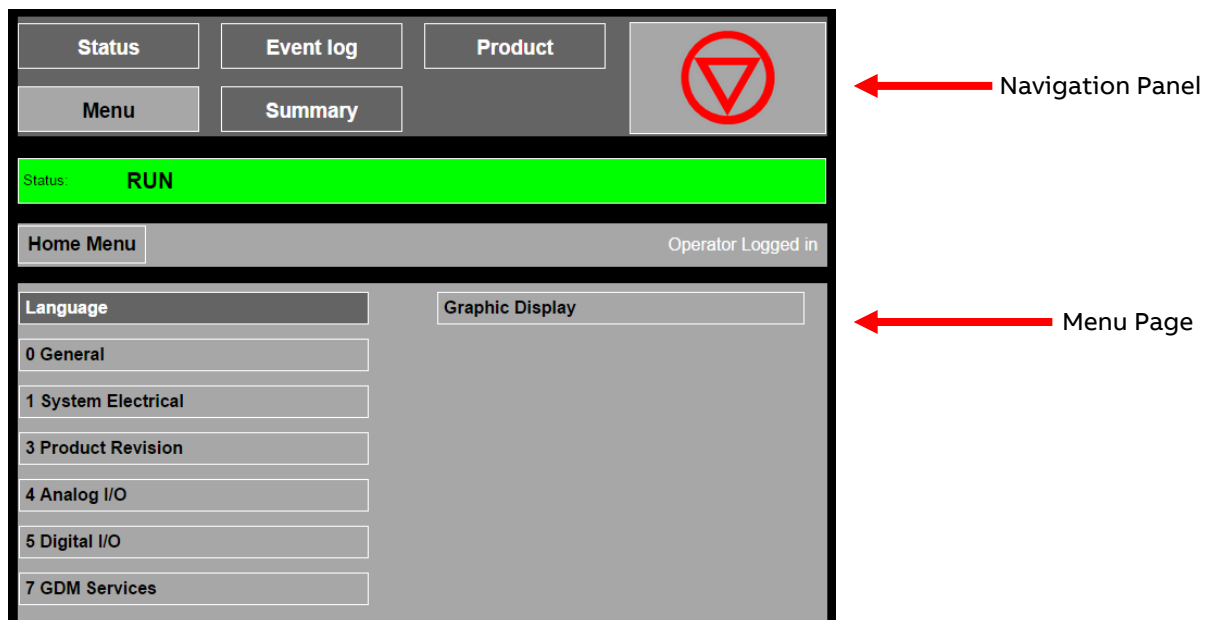 Status Event log Product
Navigation Panel
Menu Summary
Status: RUN
Home Menu Operator Logged in
Language Graphic Display
Menu Page
0 General
1 System Electrical
3 Product Revision
4 Analog I/O
5 Digital I/O
7 GDM Services